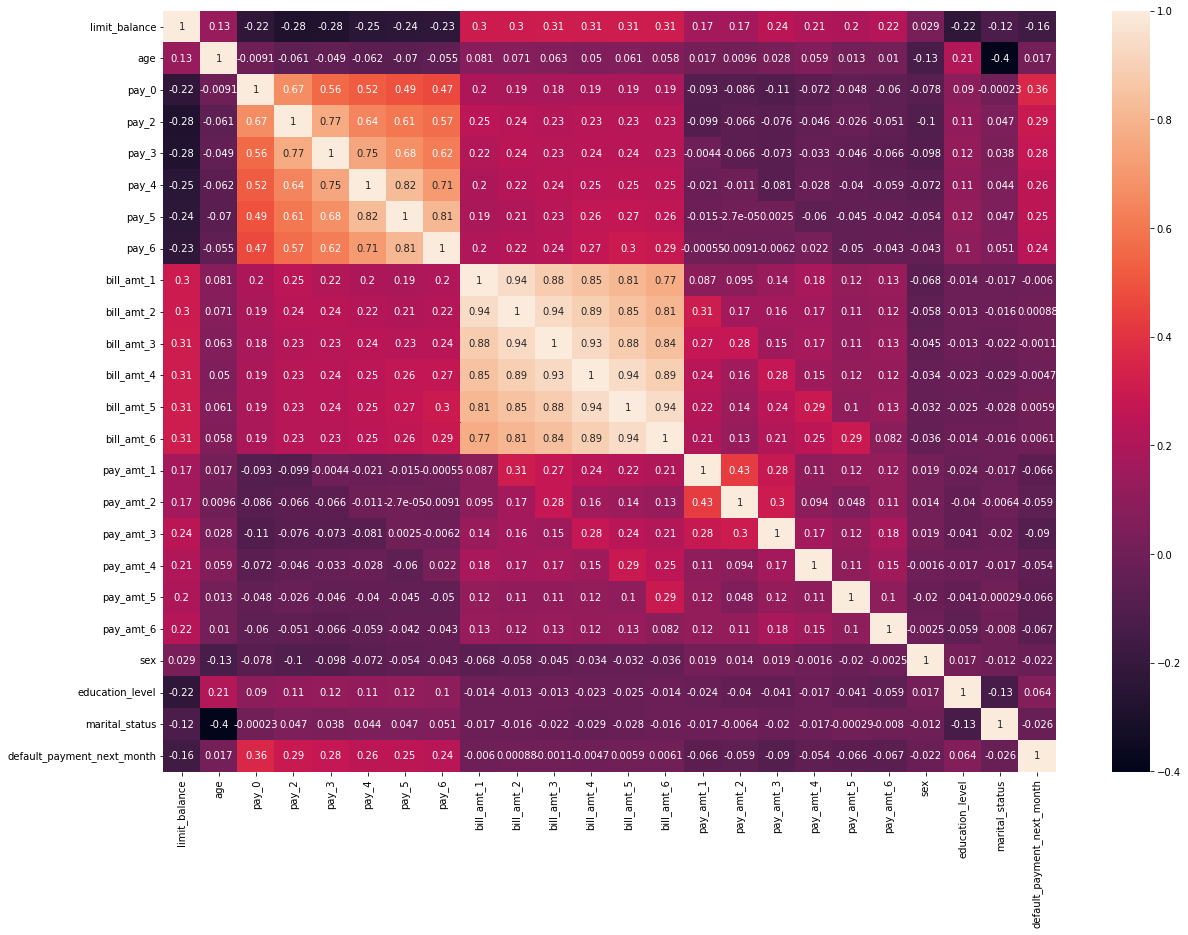 limit_balance 1 0.13 -0.22 -0.28 -0.28 -0.25 -0.24 -0.23 0.3 0.3 0.31 0.31 0.31 0.31 0.17 0.17 0.24 0.21 0.2 0.22 0.029 -0.22 -0.12 -0.16
age 0.13 1 -0.0091 -0.061 -0.049 -0.062 -0.07 -0.055 0.081 0.071 0.063 0.05 0.061 0.058 0.017 0.0096 0.028 0.059 0.013 0.01 -0.13 0.21 -0.4 0.017
pay_0 -0.22 -0.0091 1 0.67 0.56 0.52 0.49 0.47 0.2 0.19 0.18 0.19 0.19 0.19 -0.093 -0.086 -0.11 -0.072 -0.048 -0.06 -0.078 0.09 -0.00023 0.36
pay_2 -0.28 -0.061 0.67 1 0.77 0.64 0.61 0.57 0.25 0.24 0.23 0.23 0.23 0.23 -0.099 -0.066 -0.076 -0.046 -0.026 -0.051 -0.1 0.11 0.047 0.29
pay_3 -0.28 -0.049 0.56 0.77 1 0.75 0.68 0.62 0.22 0.24 0.23 0.24 0.24 0.23 -0.0044 -0.066 -0.073 -0.033 -0.046 -0.066 -0.098 0.12 0.038 0.28
pay_4 -0.25 -0.062 0.52 0.64 0.75 1 0.82 0.71 0.2 0.22 0.24 0.25 0.25 0.25 -0.021 -0.011 -0.081 -0.028 -0.04 -0.059 -0.072 0.11 0.044 0.26
pay_5 -0.24 -0.07 0.49 0.61 0.68 0.82 1 0.81 0.19 0.21 0.23 0.26 0.27 0.26 -0.015 -2.7e-05 0.0025 -0.06 -0.045 -0.042 -0.054 0.12 0.047 0.25
pay_6 -0.23 -0.055 0.47 0.57 0.62 0.71 0.81 1 0.2 0.22 0.24 0.27 0.3 0.29 -0.00055 -0.0091 -0.0062 0.022 -0.05 -0.043 -0.043 0.1 0.051 0.24
bill_amt_1 0.3 0.081 0.2 0.25 0.22 0.2 0.19 0.2 1 0.94 0.88 0.85 0.81 0.77 0.087 0.095 0.14 0.18 0.12 0.13 -0.068 -0.014 -0.017 -0.006
bill_amt_2 0.3 0.071 0.19 0.24 0.24 0.22 0.21 0.22 0.94 1 0.94 0.89 0.85 0.81 0.31 0.17 0.16 0.17 0.11 0.12 -0.058 -0.013 -0.016 0.00088
bill_amt_3 0.31 0.063 0.18 0.23 0.23 0.24 0.23 0.24 0.88 0.94 1 0.93 0.88 0.84 0.27 0.28 0.15 0.17 0.11 0.13 -0.045 -0.013 -0.022 -0.0011
bill_amt_4 0.31 0.05 0.19 0.23 0.24 0.25 0.26 0.27 0.85 0.89 0.93 1 0.94 0.89 0.24 0.16 0.28 0.15 0.12 0.12 -0.034 -0.023 -0.029 -0.0047
bill_amt_5 0.31 0.061 0.19 0.23 0.24 0.25 0.27 0.3 0.81 0.85 0.88 0.94 1 0.94 0.22 0.14 0.24 0.29 0.1 0.13 -0.032 -0.025 -0.028 0.0059
bill_amt_6 0.31 0.058 0.19 0.23 0.23 0.25 0.26 0.29 0.77 0.81 0.84 0.89 0.94 1 0.21 0.13 0.21 0.25 0.29 0.082 -0.036 -0.014 -0.016 0.0061
pay_amt_1 0.17 0.017 -0.093 -0.099 -0.0044 -0.021 -0.015 -0.00055 0.087 0.31 0.27 0.24 0.22 0.21 1 0.43 0.28 0.11 0.12 0.12 0.019 -0.024 -0.017 -0.066
pay_amt_2 0.17 0.0096 -0.086 -0.066 -0.066 -0.011 -2.7e-05 -0.0091 0.095 0.17 0.28 0.16 0.14 0.13 0.43 1 0.3 0.094 0.048 0.11 0.014 -0.04 -0.0064 -0.059
pay_amt_3 0.24 0.028 -0.11 -0.076 -0.073 -0.081 0.0025 -0.0062 0.14 0.16 0.15 0.28 0.24 0.21 0.28 0.3 1 0.17 0.12 0.18 0.019 -0.041 -0.02 -0.09
pay_amt_4 0.21 0.059 -0.072 -0.046 -0.033 -0.028 -0.06 0.022 0.18 0.17 0.17 0.15 0.29 0.25 0.11 0.094 0.17 1 0.11 0.15 -0.0016 -0.017 -0.017 -0.054
pay_amt_5 0.2 0.013 -0.048 -0.026 -0.046 -0.04 -0.045 -0.05 0.12 0.11 0.11 0.12 0.1 0.29 0.12 0.048 0.12 0.11 1 0.1 -0.02 -0.041 -0.00029 -0.066
pay_amt_6 0.22 0.01 -0.06 -0.051 -0.066 -0.059 -0.042 -0.043 0.13 0.12 0.13 0.12 0.13 0.082 0.12 0.11 0.18 0.15 0.1 1 -0.0025 -0.059 -0.008 -0.067
sex 0.029 -0.13 -0.078 -0.1 -0.098 -0.072 -0.054 -0.043 -0.068 -0.058 -0.045 -0.034 -0.032 -0.036 0.019 0.014 0.019 -0.0016 -0.02 -0.0025 1 0.017 -0.012 -0.022
education_level -0.22 0.21 0.09 0.11 0.12 0.11 0.12 0.1 -0.014 -0.013 -0.013 -0.023 -0.025 -0.014 -0.024 -0.04 -0.041 -0.017 -0.041 -0.059 0.017 1 -0.13 0.064
marital_status -0.12 -0.4 -0.00023 0.047 0.038 0.044 0.047 0.051 -0.017 -0.016 -0.022 -0.029 -0.028 -0.016 -0.017 -0.0064 -0.02 -0.017 -0.00029 -0.008 -0.012 -0.13 1 -0.026
default_payment_next_month -0.16 0.017 0.36 0.29 0.28 0.26 0.25 0.24 -0.006 0.00088 -0.0011 -0.0047 0.0059 0.0061 -0.066 -0.059 -0.09 -0.054 -0.066 -0.067 -0.022 0.064 -0.026 1
limit_balance age pay_0 pay_2 pay_3 pay_4 pay_5 pay_6 bill_amt_1 bill_amt_2 bill_amt_3 bill_amt_4 bill_amt_5 bill_amt_6 pay_amt_1 pay_amt_2 pay_amt_3 pay_amt_4 pay_amt_5 pay_amt_6 sex education_level marital_status default_payment_next_month
1.0
0.8
0.6
0.4
0.2
0.0
-0.2
-0.4